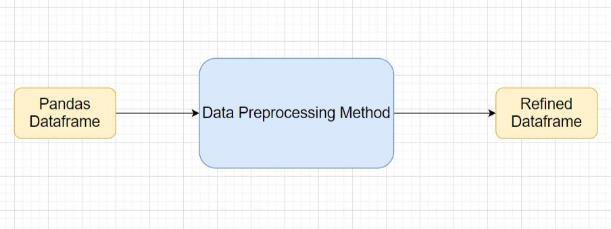 Pandas
Dataframe
Data Preprocessing Method
Refined
Dataframe